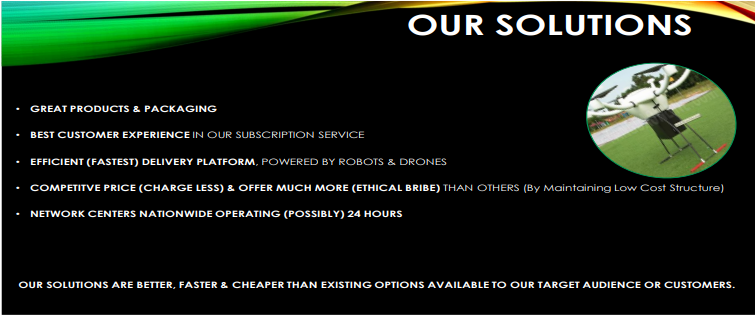 OUR SOLUTIONS
• GREAT PRODUCTS & PACKAGING
• BEST CUSTOMER EXPERIENCE IN OUR SUBSCRIPTION SERVICE
• EFFICIENT (FASTEST) DELIVERY PLATFORM, POWERED BY ROBOTS & DRONES
• COMPETITVE PRICE (CHARGE LESS) & OFFER MUCH MORE (ETHICAL BRIBE) THAN OTHERS (By Maintaining Low Cost Structure)
• NETWORK CENTERS NATIONWIDE OPERATING (POSSIBLY) 24 HOURS
OUR SOLUTIONS ARE BETTER, FASTER & CHEAPER THAN EXISTING OPTIONS AVAILABLE TO OUR TARGET AUDIENCE OR CUSTOMERS.